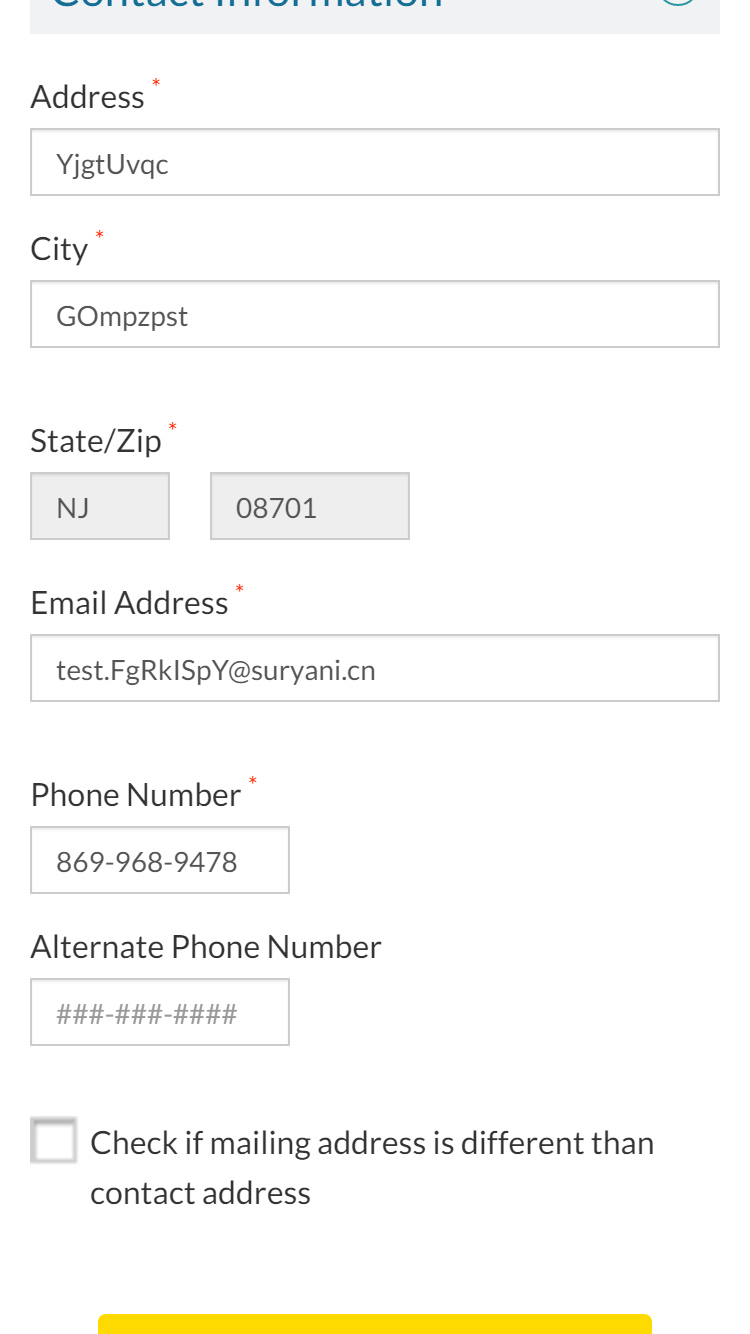 Contact Information
Address *
YjgtUvqc
City *
GOmpzpst
State/Zip *
NJ 08701
Email Address *
test.FgRkISpY@suryani.cn
Phone Number *
869-968-9478
Alternate Phone Number
###-###-####
Check if mailing address is different than
contact address